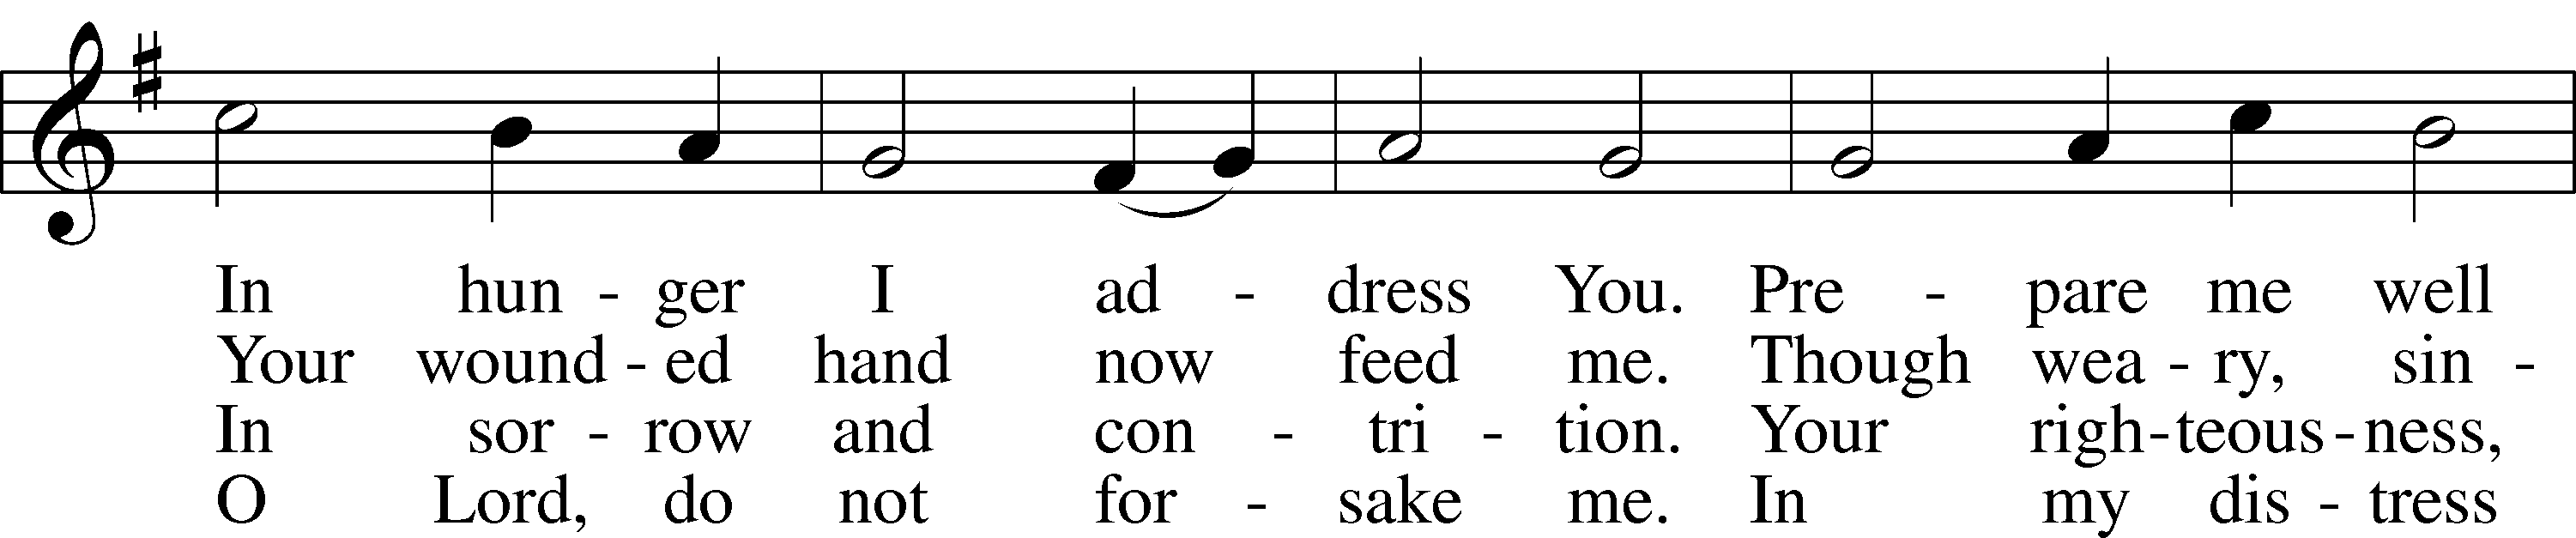 In hun - ger I ad - dress You. Pre - pare me well
Your wound - ed hand now feed me. Though wea - ry, sin -
In sor - row and con - tri - tion. Your righ - teous - ness,
O Lord, do not for - sake me. In my dis - tress